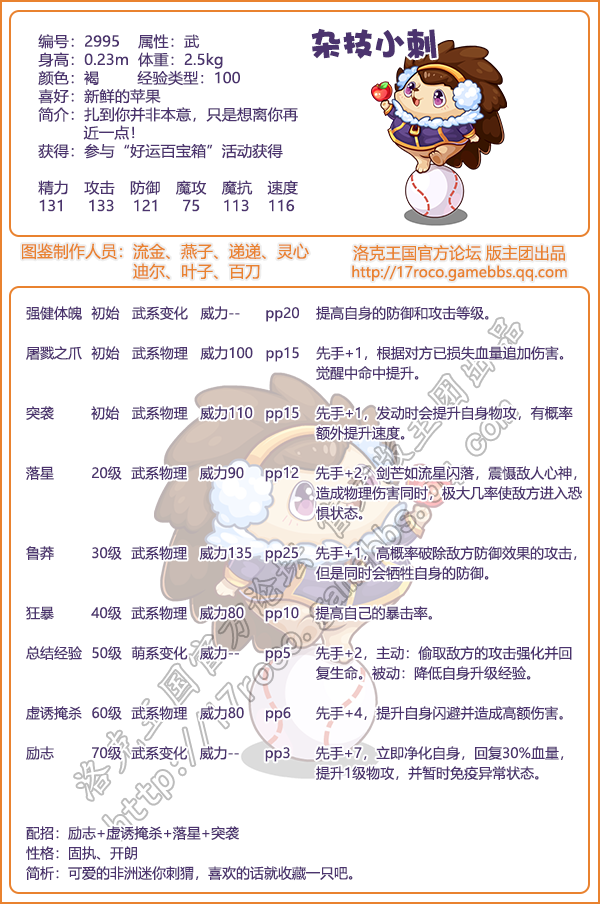 杂技小刺
编号：2995 属性：武
身高：0.23m 体重：2.5kg
颜色：褐 经验类型：100
喜好：新鲜的苹果
简介：扎到你并非本意，只是想离你再
近一点！
获得：参与“好运百宝箱”活动获得
精力 攻击 防御 魔攻 魔抗 速度
131 133 121 75 113 116
图鉴制作人员：流金、燕子、递递、灵心
迪尔、叶子、百刀
洛克王国官方论坛 版主团出品
http://17roco.gamebbs.qq.com
强健体魄 初始 武系变化 威力-- pp20 提高自身的防御和攻击等级。
屠戮之爪 初始 武系物理 威力100 pp15 先手+1，根据对方已损失血量追加伤害。
觉醒中命中提升。
突袭 初始 武系物理 威力110 pp15 先手+1，发动时会提升自身物攻，有概率
额外提升速度。
落星 20级 武系物理 威力90 pp12 先手+2，剑芒如流星闪落，震慑敌人心神，
造成物理伤害同时，极大几率使敌方进入恐
惧状态。
鲁莽 30级 武系物理 威力135 pp25 先手+1，高概率破除敌方防御效果的攻击，
但是同时会牺牲自身的防御。
狂暴 40级 武系物理 威力80 pp10 提高自己的暴击率。
总结经验 50级 萌系变化 威力-- pp5 先手+2，主动：偷取敌方的攻击强化并回
复生命。被动：降低自身升级经验。
虚诱掩杀 60级 武系物理 威力80 pp6 先手+4，提升自身闪避并造成高额伤害。
励志 70级 武系变化 威力-- pp3 先手+7，立即净化自身，回复30%血量，
提升1级物攻，并暂时免疫异常状态。
洛克王国官方论坛 版主团出品
http://17roco.gamebbs.qq.com
配招：励志+虚诱掩杀+落星+突袭
性格：固执、开朗
简析：可爱的非洲迷你刺猬，喜欢的话就收藏一只吧。